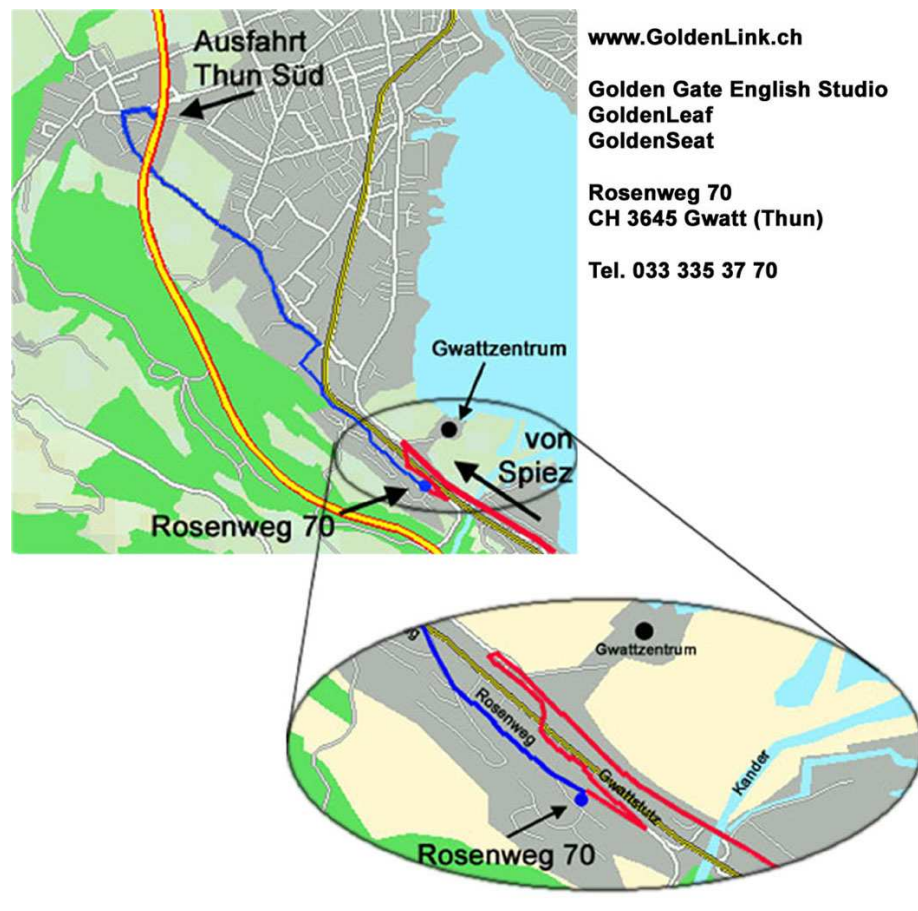 Ausfahrt
Thun Süd
www.GoldenLink.ch
Golden Gate English Studio
GoldenLeaf
GoldenSeat
Rosenweg 70
CH 3645 Gwatt (Thun)
Tel. 033 335 37 70
Gwattzentrum
von
Spiez
Rosenweg 70
Gwattzentrum
Rosenweg
Gwattstutz
Kander
Rosenweg 70